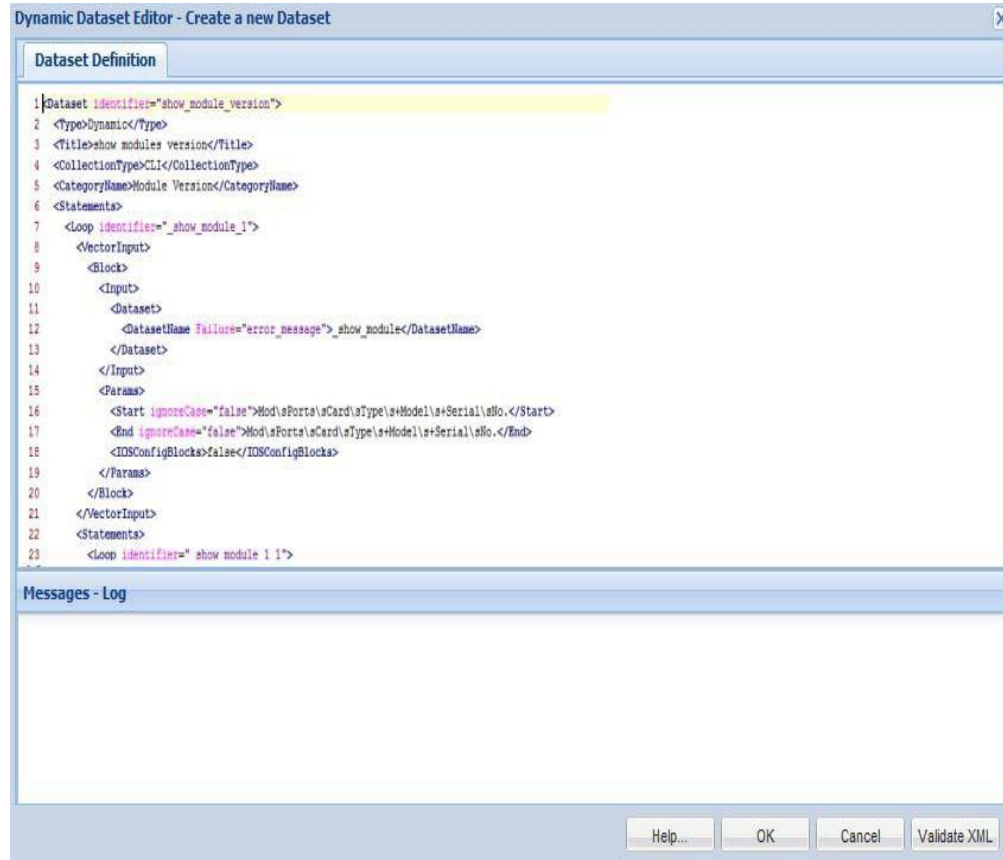 Dynamic Dataset Editor - Create a new Dataset
Dataset Definition
1 <Dataset identifier="show_module_version">
2 <Type>Dynamic</Type>
3 <Title>show modules version</Title>
4 <CollectionType>CLI</CollectionType>
5 <CategoryName>Module Version</CategoryName>
6 <Statements>
7 <Loop identifier="_show_module_1">
8 <VectorInput>
9 <Block>
10 <Input>
11 <Dataset>
12 <DatasetName Failure="error_message">_show_module</DatasetName>
13 </Dataset>
14 </Input>
15 <Params>
16 <Start ignoreCase="false">Mod\sPorts\sCard\sType\s+Model\s+Serial\sNo.</Start>
17 <End ignoreCase="false">Mod\sPorts\sCard\sType\s+Model\s+Serial\sNo.</End>
18 <IOSConfigBlocks>false</IOSConfigBlocks>
19 </Params>
20 </Block>
21 </VectorInput>
22 <Statements>
23 <Loop identifier=" show module 1 1">
Messages - Log
Help... OK Cancel Validate XML